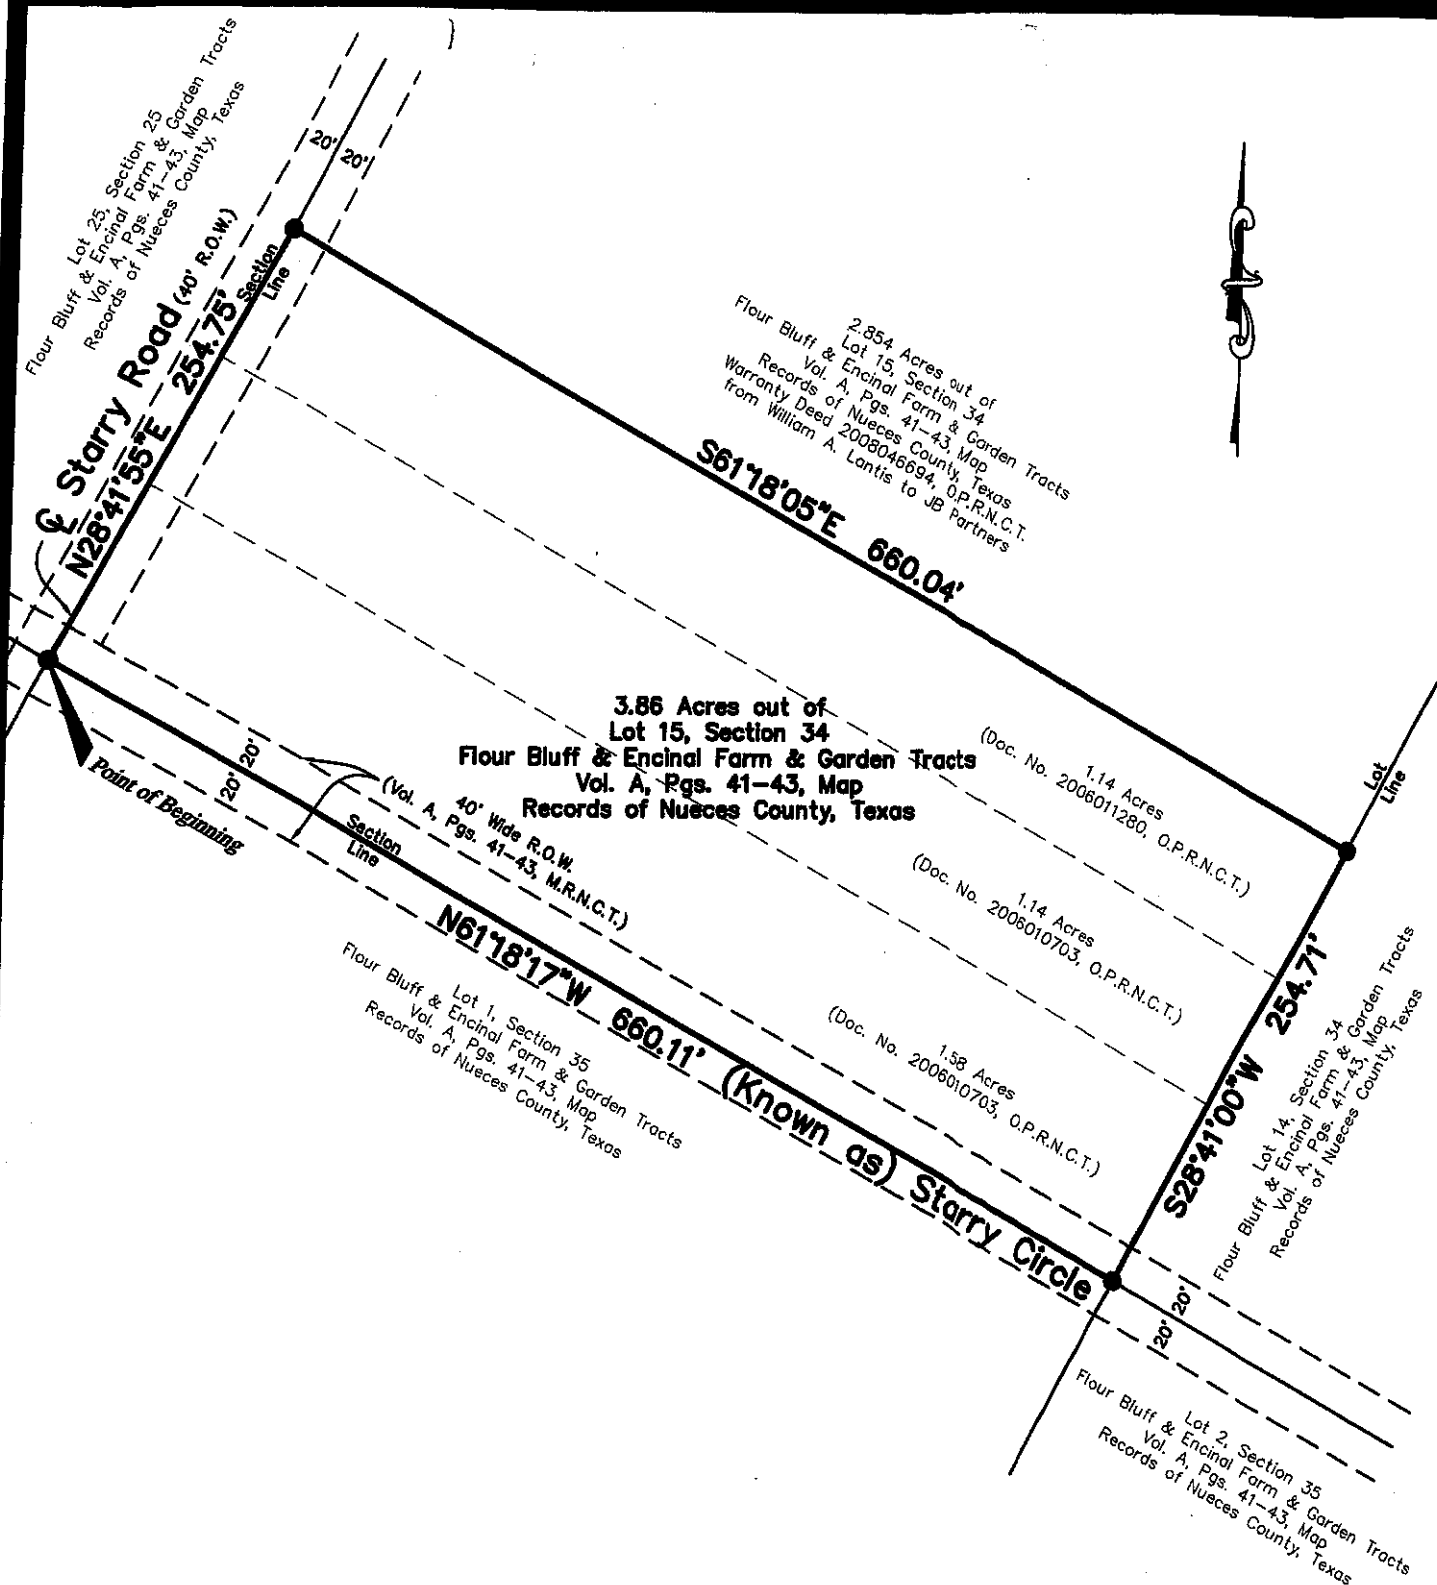 Lot 25, Section 25
Flour Bluff & Encinal Farm & Garden Tracts
Vol. A, Pgs. 41-43, Map
Records of Nueces County, Texas
20' 20'
℄ Starry Road (40' R.O.W.)
N28°41'55"E 254.75'
Section
Line
2.854 Acres out of
Lot 15, Section 34
Flour Bluff & Encinal Farm & Garden Tracts
Vol. A, Pgs. 41-43, Map
Records of Nueces County, Texas
Warranty Deed 2008046694, O.P.R.N.C.T.
from William A. Lantis to JB Partners
S61°18'05"E 660.04'
3.86 Acres out of
Lot 15, Section 34
Flour Bluff & Encinal Farm & Garden Tracts
Vol. A, Pgs. 41-43, Map
Records of Nueces County, Texas
Point of Beginning
20' 20'
40' Wide R.O.W.
(Vol. A, Pgs. 41-43, M.R.N.C.T.)
Section
Line
1.14 Acres
(Doc. No. 2006011280, O.P.R.N.C.T.)
1.14 Acres
(Doc. No. 2006010703, O.P.R.N.C.T.)
1.58 Acres
(Doc. No. 2006010703, O.P.R.N.C.T.)
Lot
Line
S28°41'00"W 254.71'
Lot 14, Section 34
Flour Bluff & Encinal Farm & Garden Tracts
Vol. A, Pgs. 41-43, Map
Records of Nueces County, Texas
N61°18'17"W 660.11' (Known as) Starry Circle
Lot 1, Section 35
Flour Bluff & Encinal Farm & Garden Tracts
Vol. A, Pgs. 41-43, Map
Records of Nueces County, Texas
20' 20'
Lot 2, Section 35
Flour Bluff & Encinal Farm & Garden Tracts
Vol. A, Pgs. 41-43, Map
Records of Nueces County, Texas